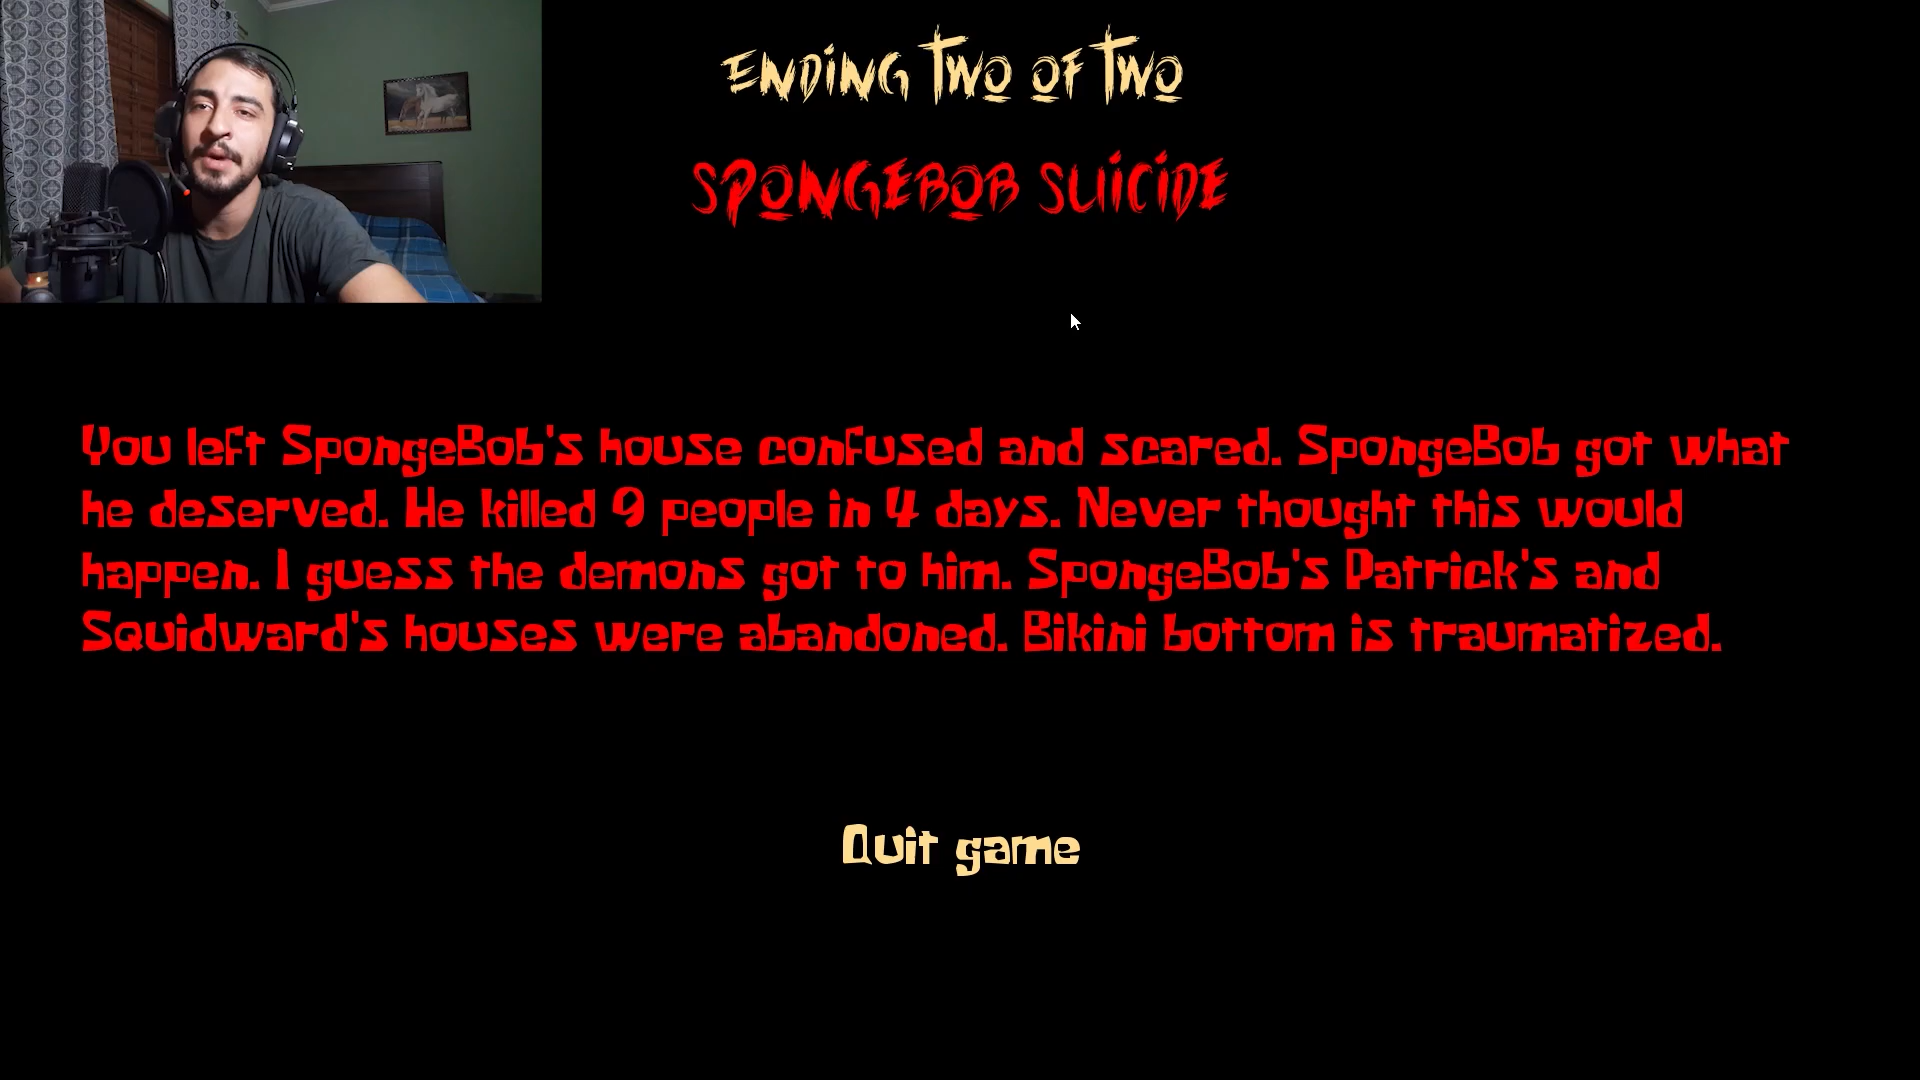 ENDING TWO OF TWO
SPONGEBOB SUICIDE
You left SpongeBob's house confused and scared. SpongeBob got what
he deserved. He killed 9 people in 4 days. Never thought this would
happen. I guess the demons got to him. SpongeBob's Patrick's and
Squidward's houses were abandoned. Bikini bottom is traumatized.
Quit game